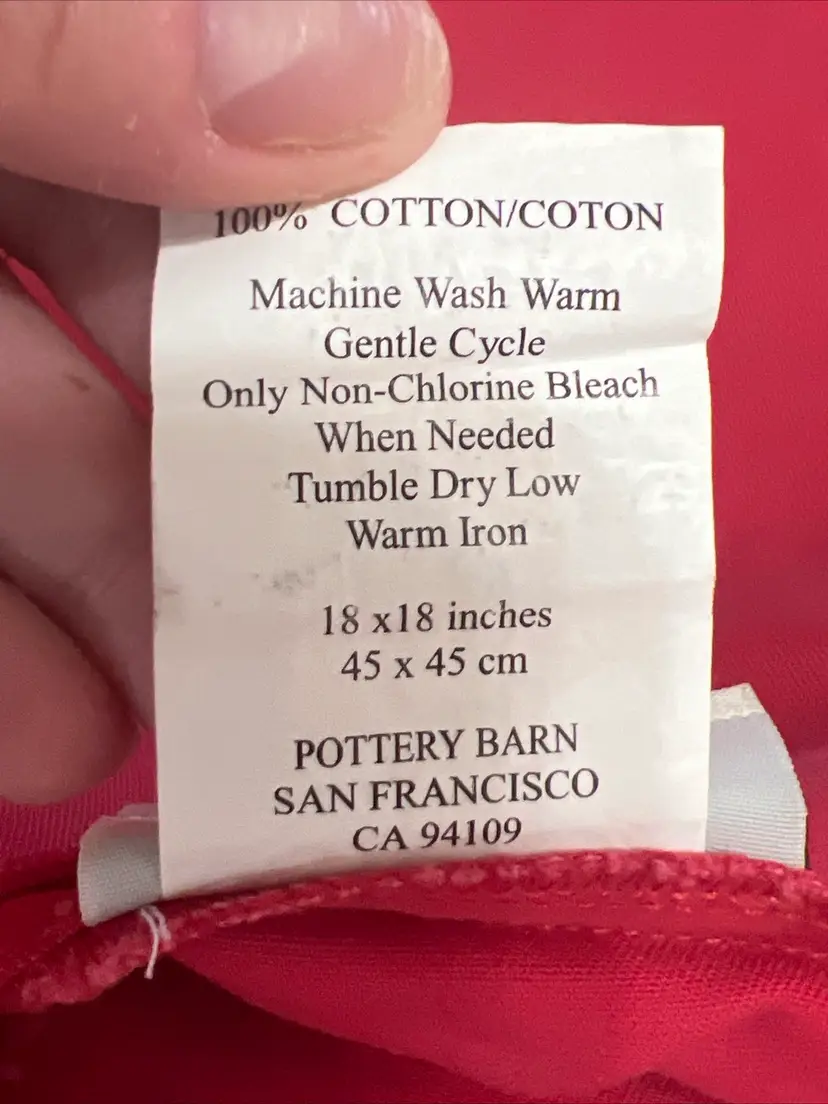 100% COTTON/COTON
Machine Wash Warm
Gentle Cycle
Only Non-Chlorine Bleach
When Needed
Tumble Dry Low
Warm Iron
18 x18 inches
45 x 45 cm
POTTERY BARN
SAN FRANCISCO
CA 94109